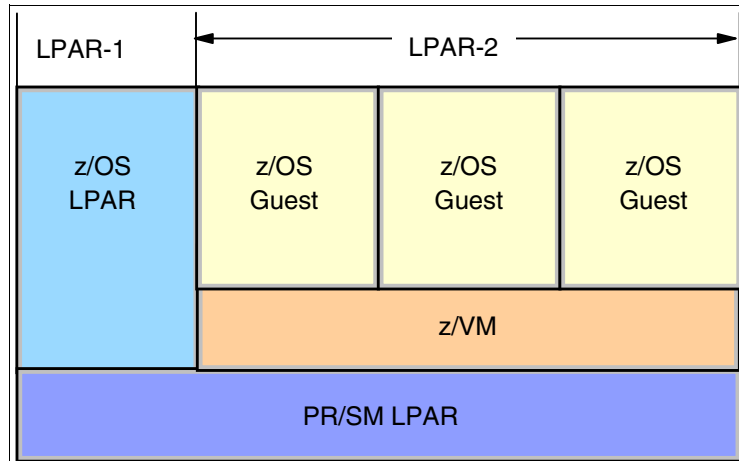 LPAR-1
LPAR-2
z/OS
LPAR
z/OS
Guest
z/OS
Guest
z/OS
Guest
z/VM
PR/SM LPAR